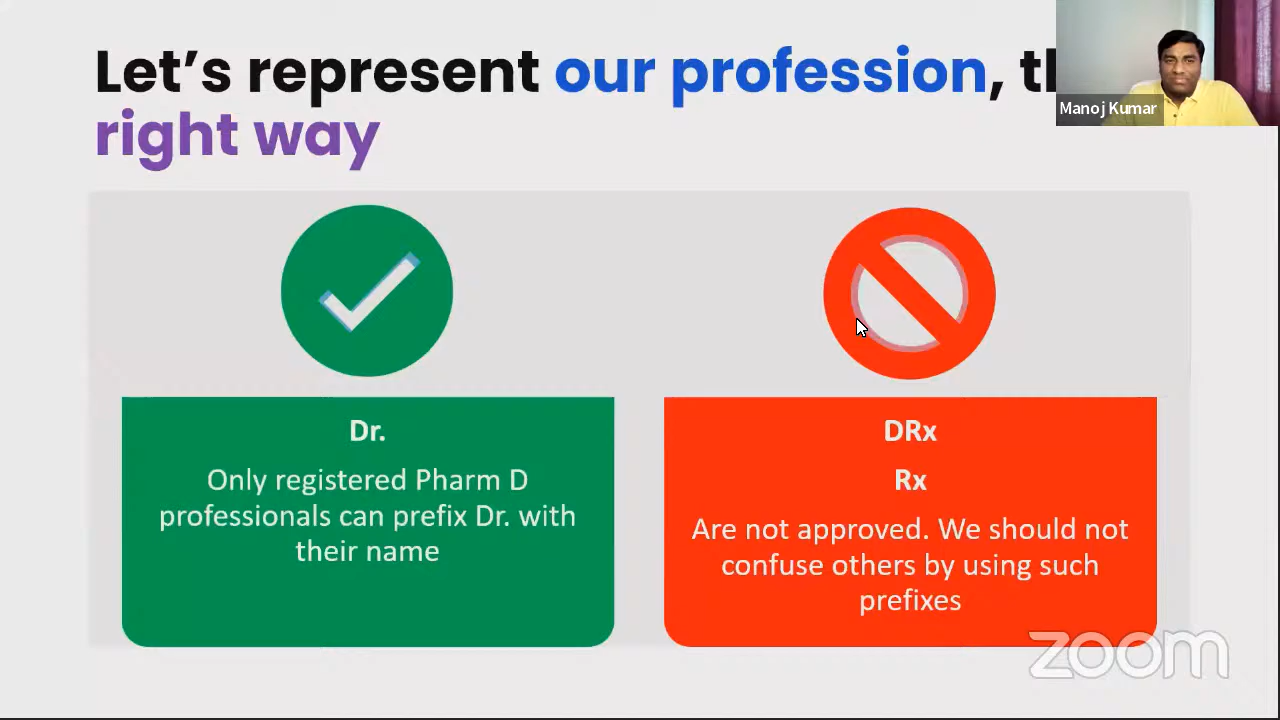 Let's represent our profession,
right way
Manoj Kumar
Dr.
Only registered Pharm D
professionals can prefix Dr. with
their name
DRx
Rx
Are not approved. We should not
confuse others by using such
prefixes
zoom